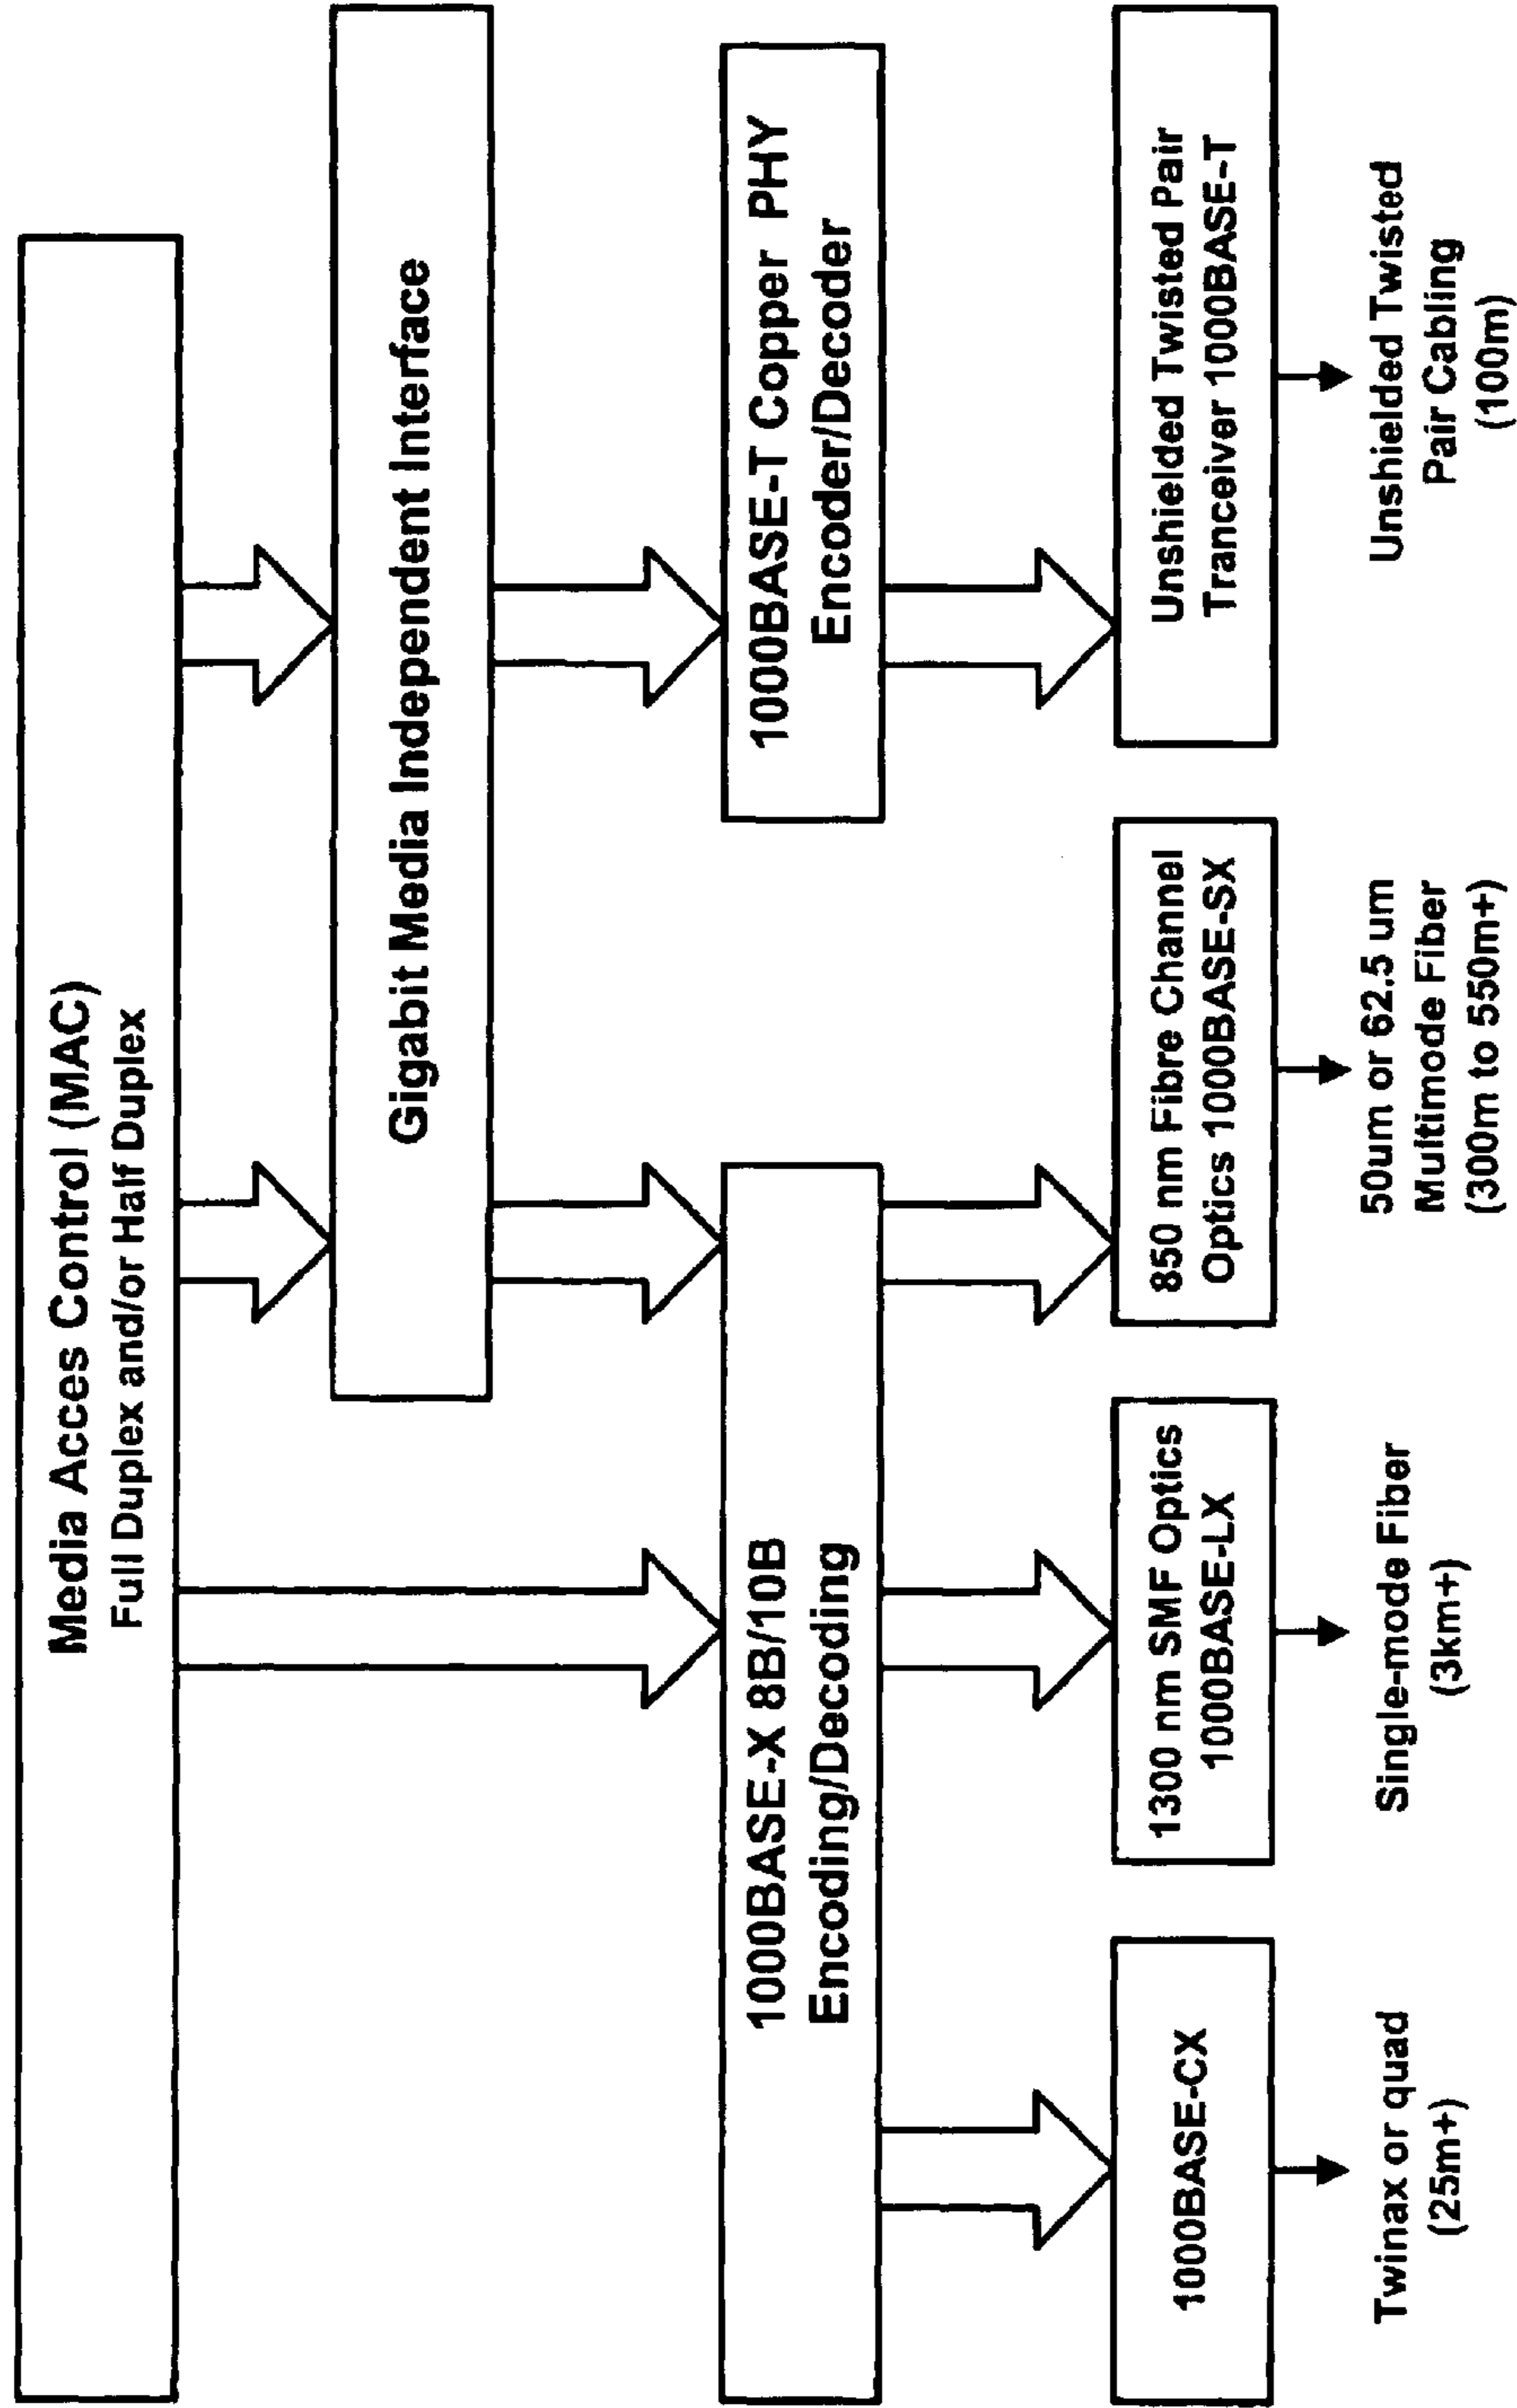 Media Acces Control (MAC)
Full Duplex and/or Half Duplex
Gigabit Media Independent Interface
1000BASE-X 8B/10B
Encoding/Decoding
1000BASE-T Copper PHY
Encoder/Decoder
1000BASE-CX
1300 nm SMF Optics
1000BASE-LX
850 nm Fibre Channel
Optics 1000BASE-SX
Unshielded Twisted Pair
Tranceiver 1000BASE-T
Twinax or quad
(25m+)
Single-mode Fiber
(3km+)
50um or 62.5 um
Multimode Fiber
(300m to 550m+)
Unshielded Twisted
Pair Cabling
(100m)